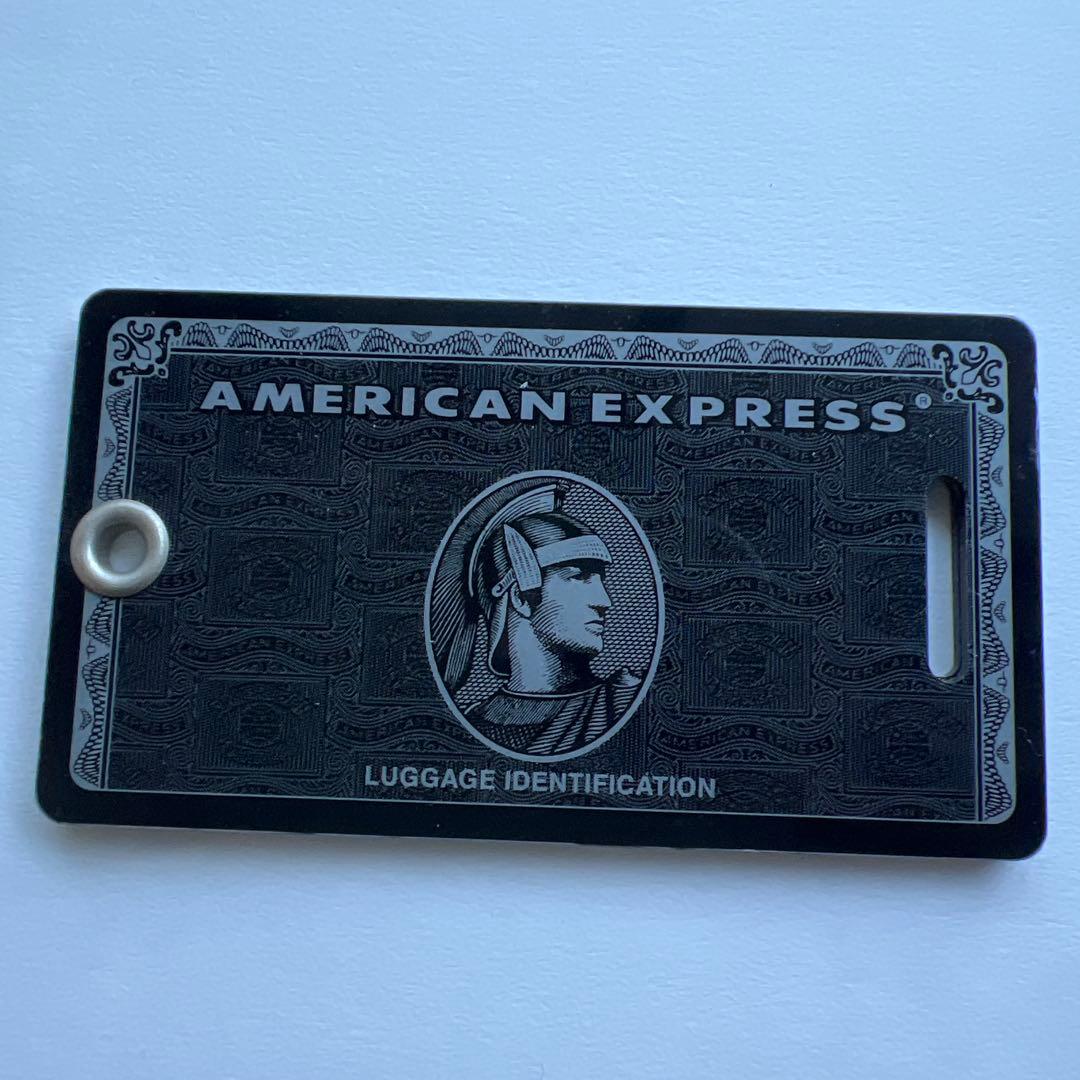 AMERICAN EXPRESS®
LUGGAGE IDENTIFICATION